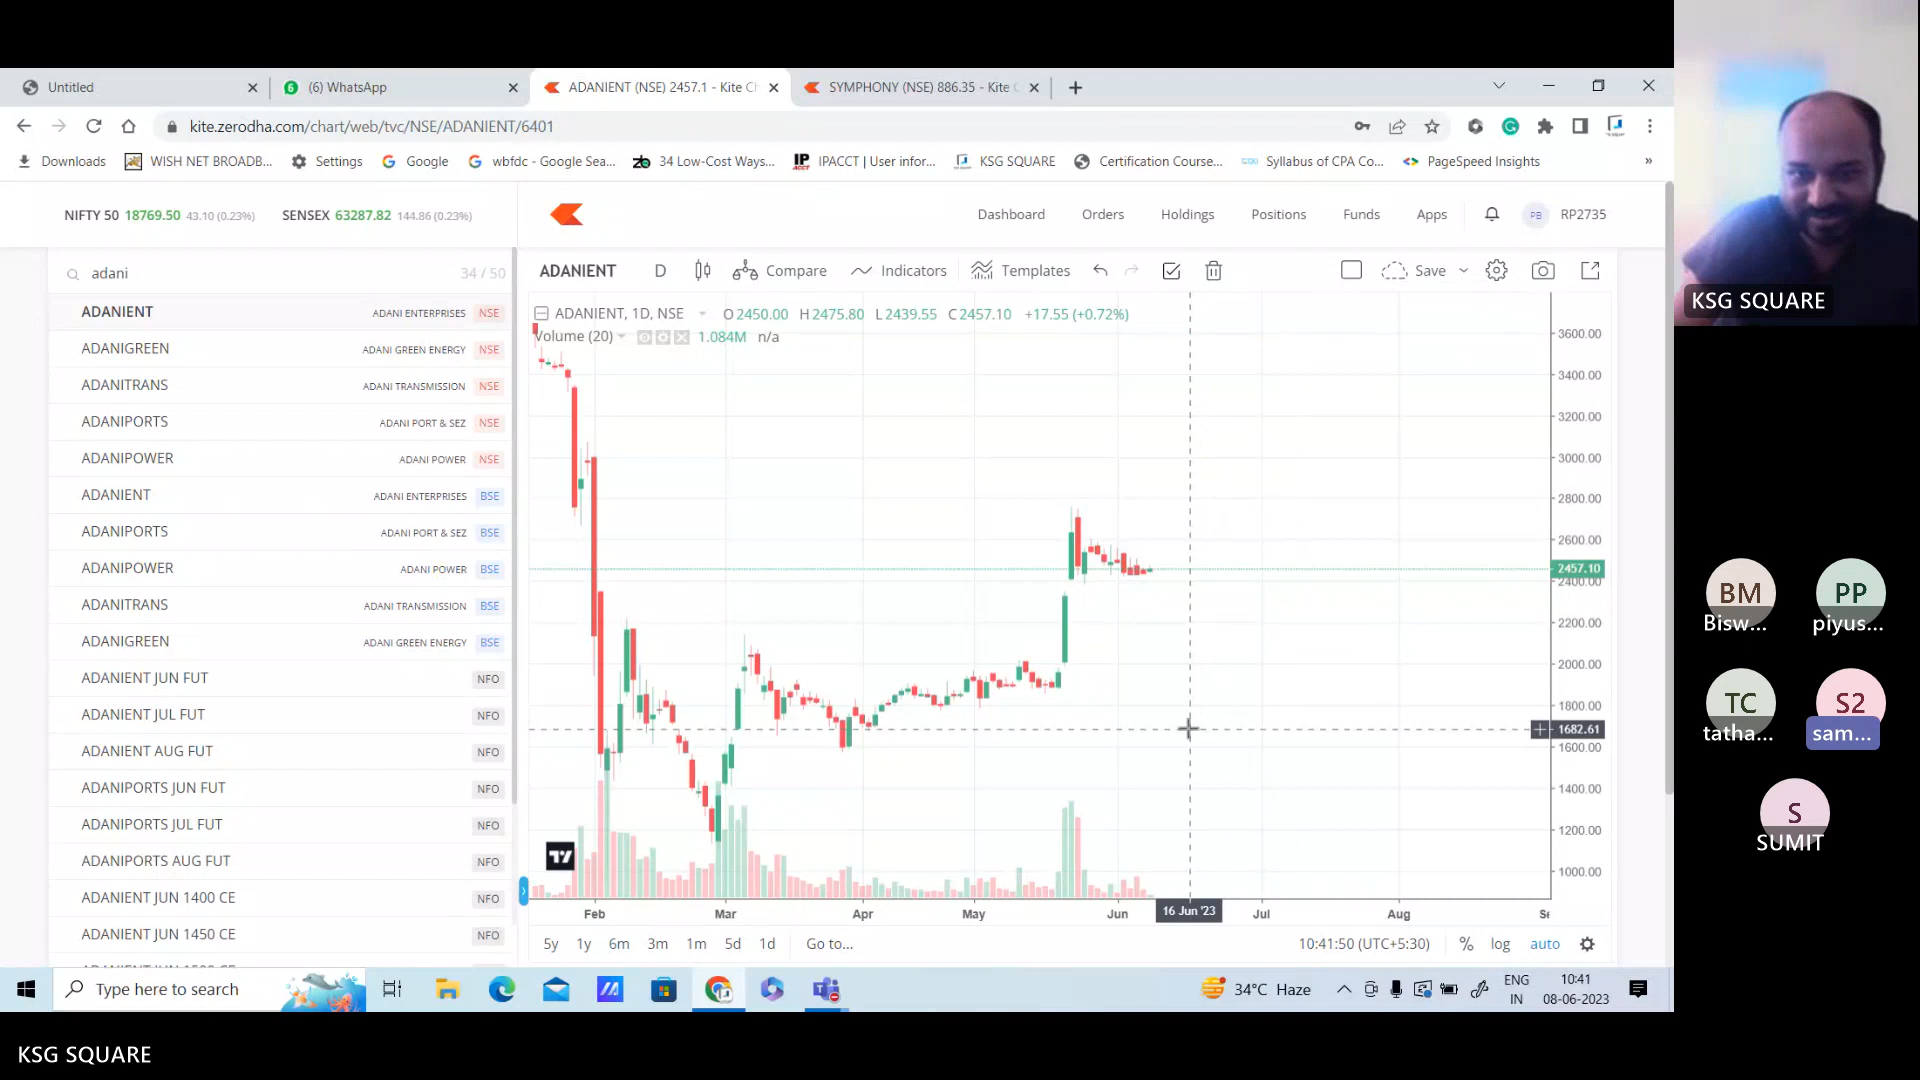 Untitled
6
(6) WhatsApp
ADANIENT (NSE) 2457.1 - Kite Ch
SYMPHONY (NSE) 886.35 - Kite C
kite.zerodha.com/chart/web/tvc/NSE/ADANIENT/6401
Downloads
WISH NET BROADB...
Settings
Google
wbfdc - Google Sea...
34 Low-Cost Ways...
IPACCT | User infor...
KSG SQUARE
Certification Course...
Syllabus of CPA Co...
PageSpeed Insights
»
NIFTY 50 18769.50 43.10 (0.23%)
SENSEX 63287.82 144.86 (0.23%)
Dashboard
Orders
Holdings
Positions
Funds
Apps
PB
RP2735
adani
34 / 50
ADANIENT ADANI ENTERPRISES NSE
ADANIGREEN ADANI GREEN ENERGY NSE
ADANITRANS ADANI TRANSMISSION NSE
ADANIPORTS ADANI PORT & SEZ NSE
ADANIPOWER ADANI POWER NSE
ADANIENT ADANI ENTERPRISES BSE
ADANIPORTS ADANI PORT & SEZ BSE
ADANIPOWER ADANI POWER BSE
ADANITRANS ADANI TRANSMISSION BSE
ADANIGREEN ADANI GREEN ENERGY BSE
ADANIENT JUN FUT NFO
ADANIENT JUL FUT NFO
ADANIENT AUG FUT NFO
ADANIPORTS JUN FUT NFO
ADANIPORTS JUL FUT NFO
ADANIPORTS AUG FUT NFO
ADANIENT JUN 1400 CE NFO
ADANIENT JUN 1450 CE NFO
ADANIENT
D
Compare
Indicators
Templates
Save
ADANIENT, 1D, NSE O2450.00 H2475.80 L2439.55 C2457.10 +17.55 (+0.72%)
Volume (20) 1.084M n/a
3600.00
3400.00
3200.00
3000.00
2800.00
2600.00
2457.10
2400.00
2200.00
2000.00
1800.00
1682.61
1600.00
1400.00
1200.00
1000.00
Feb
Mar
Apr
May
Jun
16 Jun '23
Jul
Aug
5y
1y
6m
3m
1m
5d
1d
Go to...
10:41:50 (UTC+5:30)
%
log
auto
Type here to search
34°C Haze
ENG
IN
10:41
08-06-2023
KSG SQUARE
BM
Bisw...
PP
piyus...
TC
tatha...
S2
sam...
S
SUMIT
KSG SQUARE